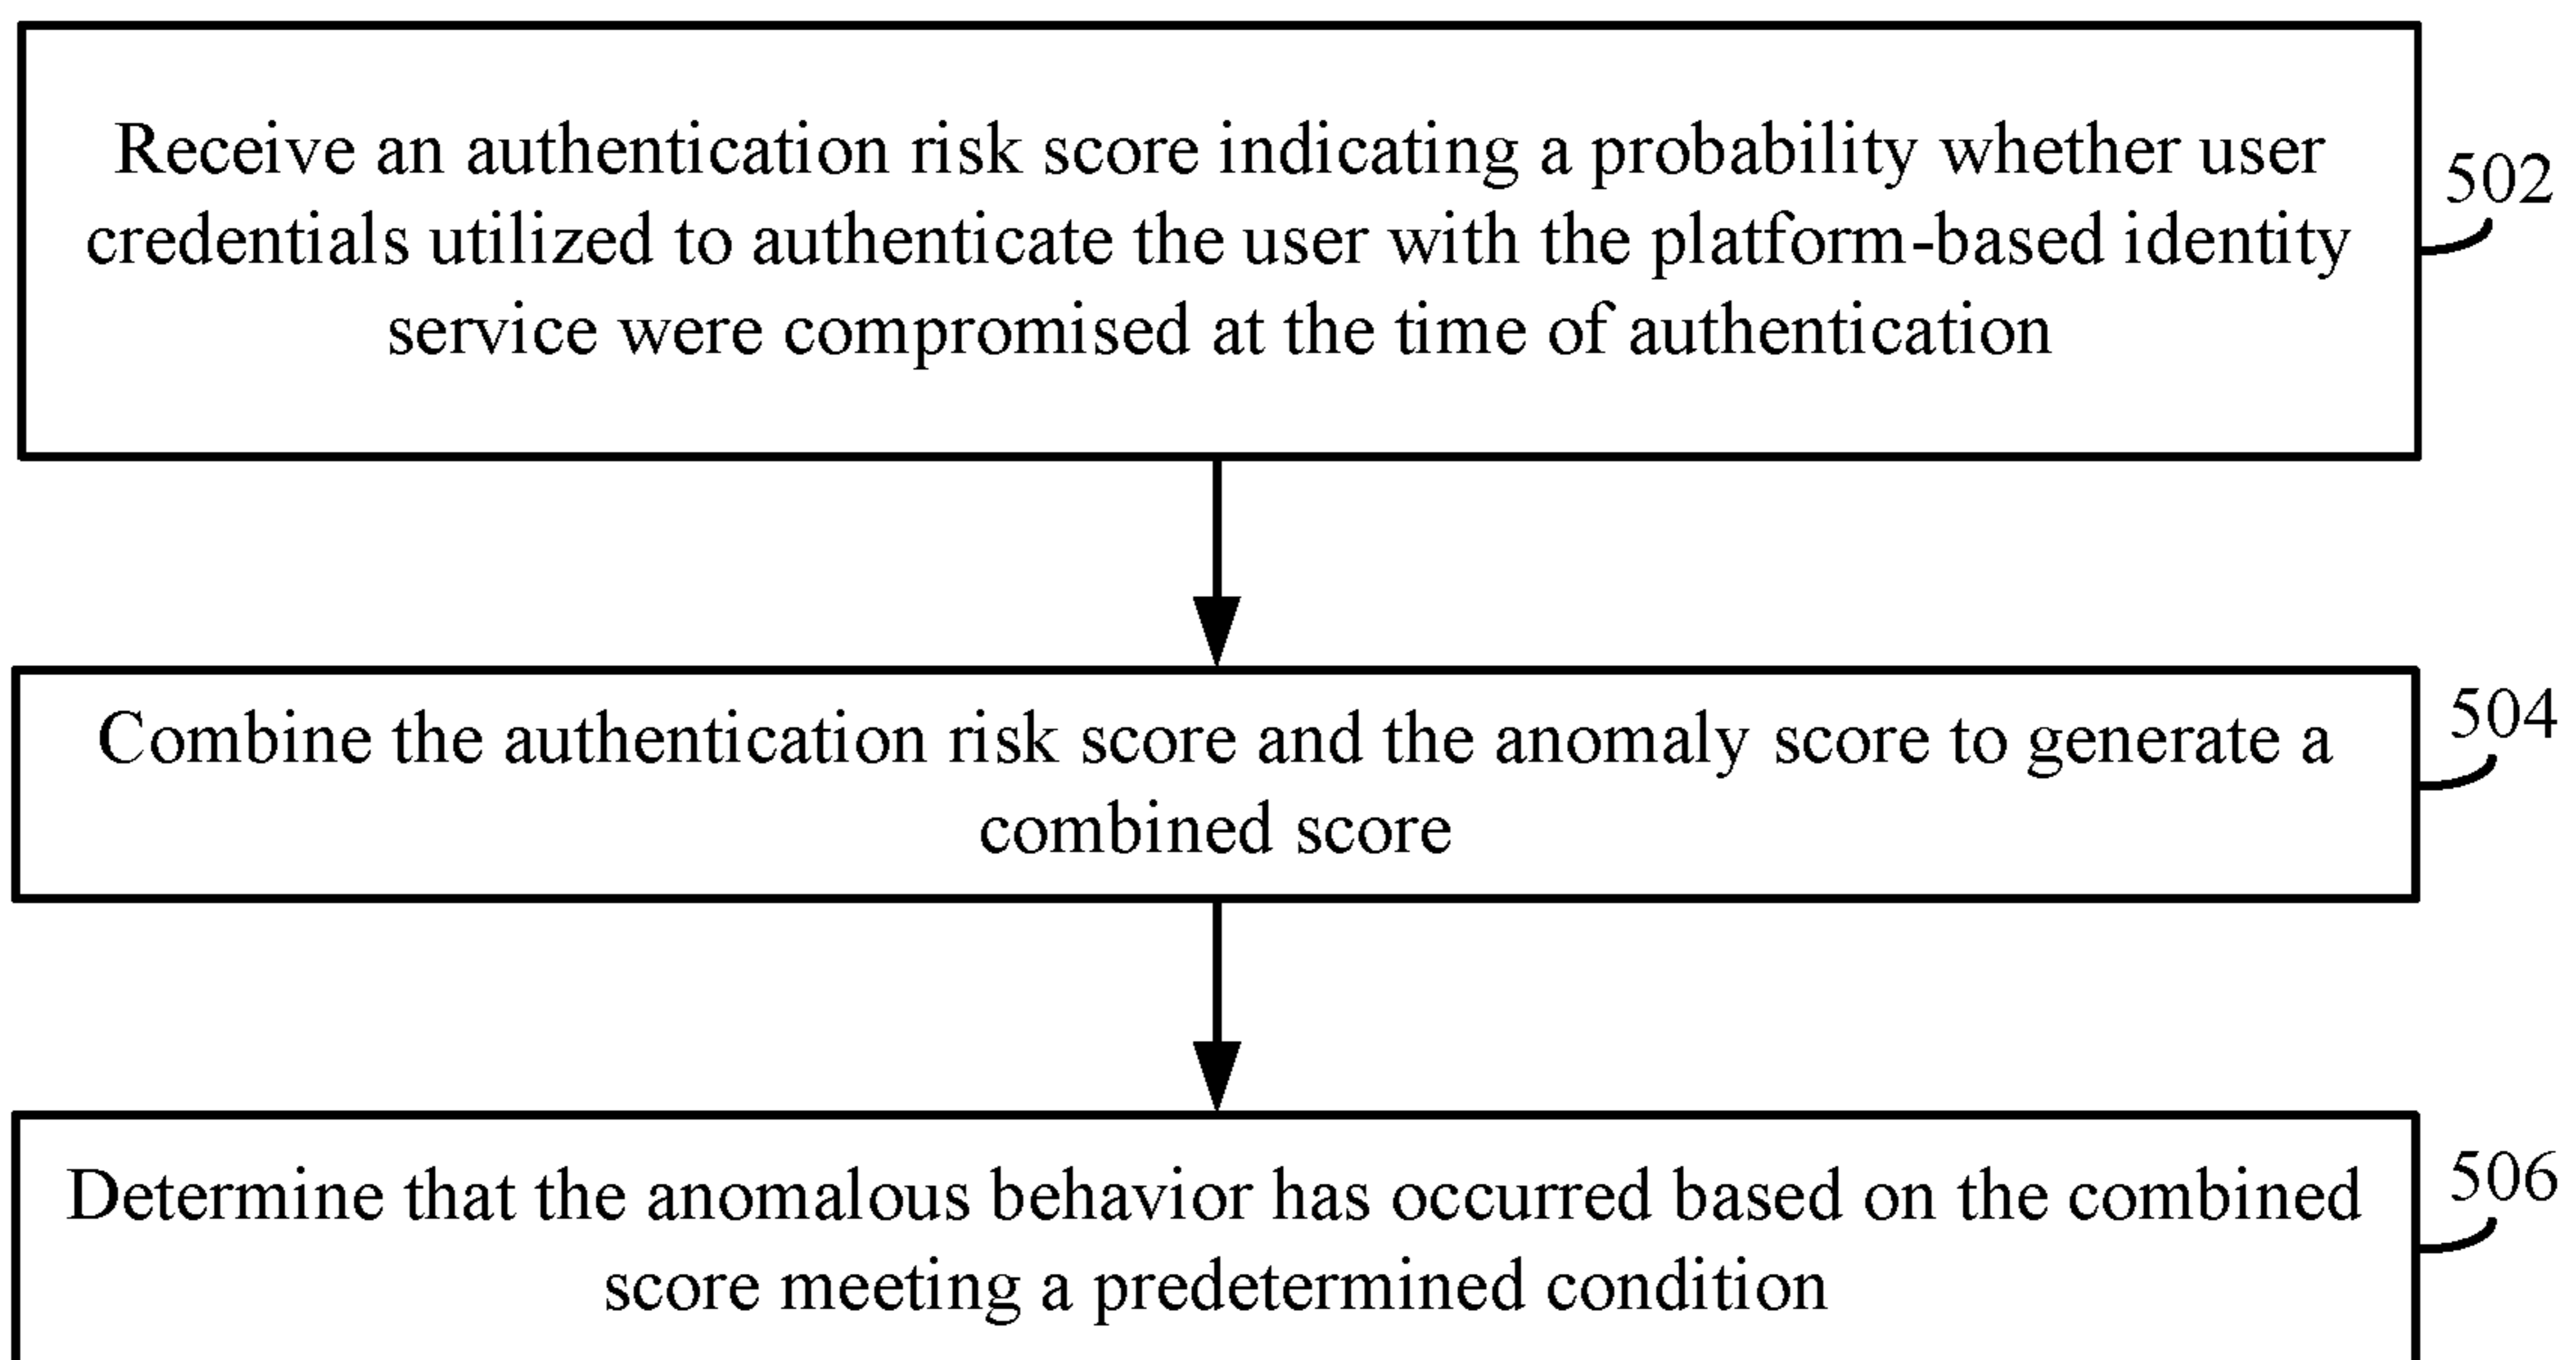 Receive an authentication risk score indicating a probability whether user
credentials utilized to authenticate the user with the platform-based identity
service were compromised at the time of authentication
502
Combine the authentication risk score and the anomaly score to generate a
combined score
504
Determine that the anomalous behavior has occurred based on the combined
score meeting a predetermined condition
506